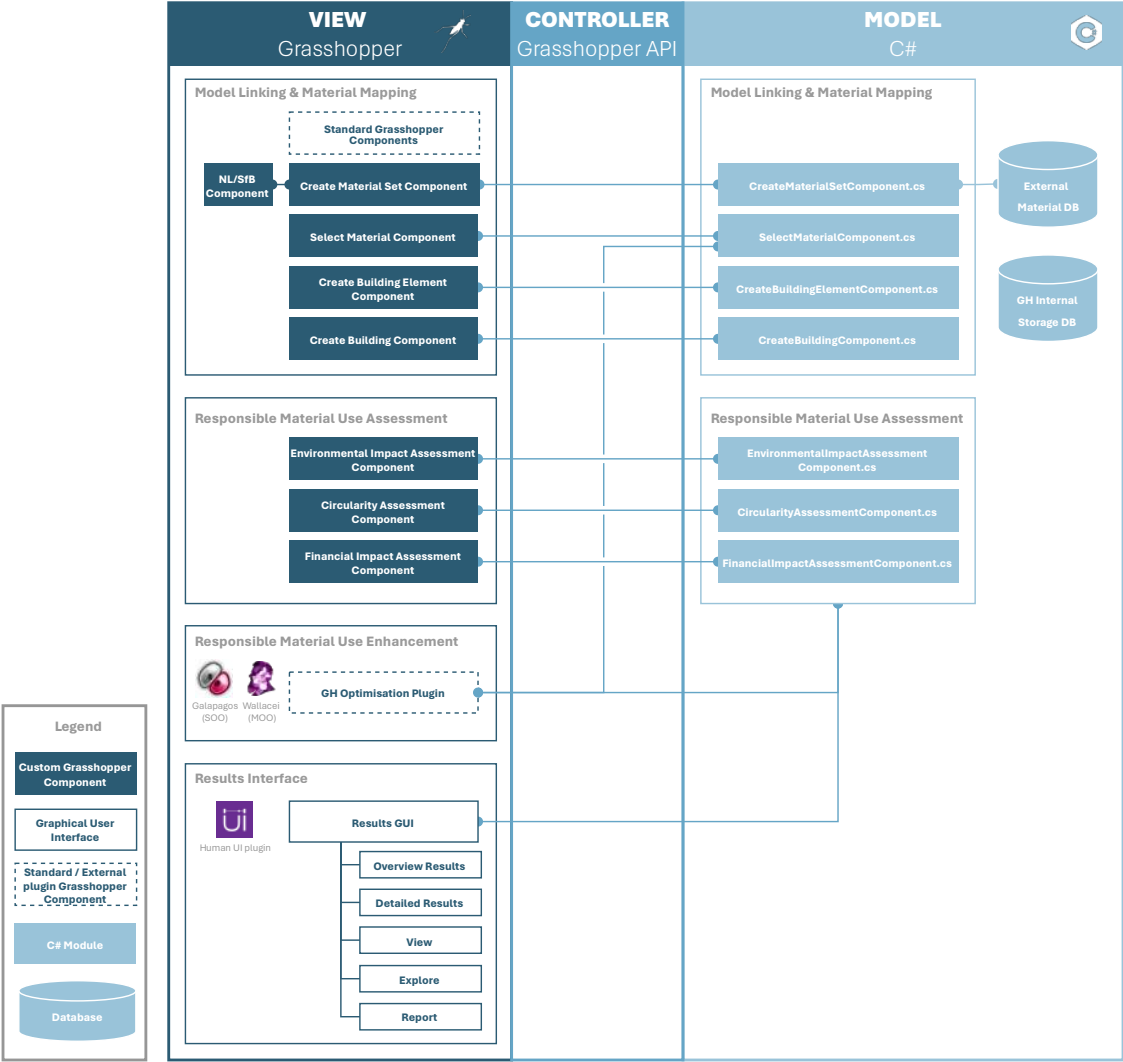 VIEW
Grasshopper
CONTROLLER
Grasshopper API
MODEL
C#
Model Linking & Material Mapping
Standard Grasshopper
Components
NL/SfB
Component
Create Material Set Component
Select Material Component
Create Building Element
Component
Create Building Component
Model Linking & Material Mapping
CreateMaterialSetComponent.cs
SelectMaterialComponent.cs
CreateBuildingElementComponent.cs
CreateBuildingComponent.cs
External
Material DB
GH Internal
Storage DB
Responsible Material Use Assessment
Environmental Impact Assessment
Component
Circularity Assessment
Component
Financial Impact Assessment
Component
Responsible Material Use Assessment
EnvironmentalImpactAssessment
Component.cs
CircularityAssessmentComponent.cs
FinancialImpactAssessmentComponent.cs
Responsible Material Use Enhancement
Galapagos
(SOO)
Wallacei
(MOO)
GH Optimisation Plugin
Results Interface
Ui
Human UI plugin
Results GUI
Overview Results
Detailed Results
View
Explore
Report
Legend
Custom Grasshopper
Component
Graphical User
Interface
Standard / External
plugin Grasshopper
Component
C# Module
Database